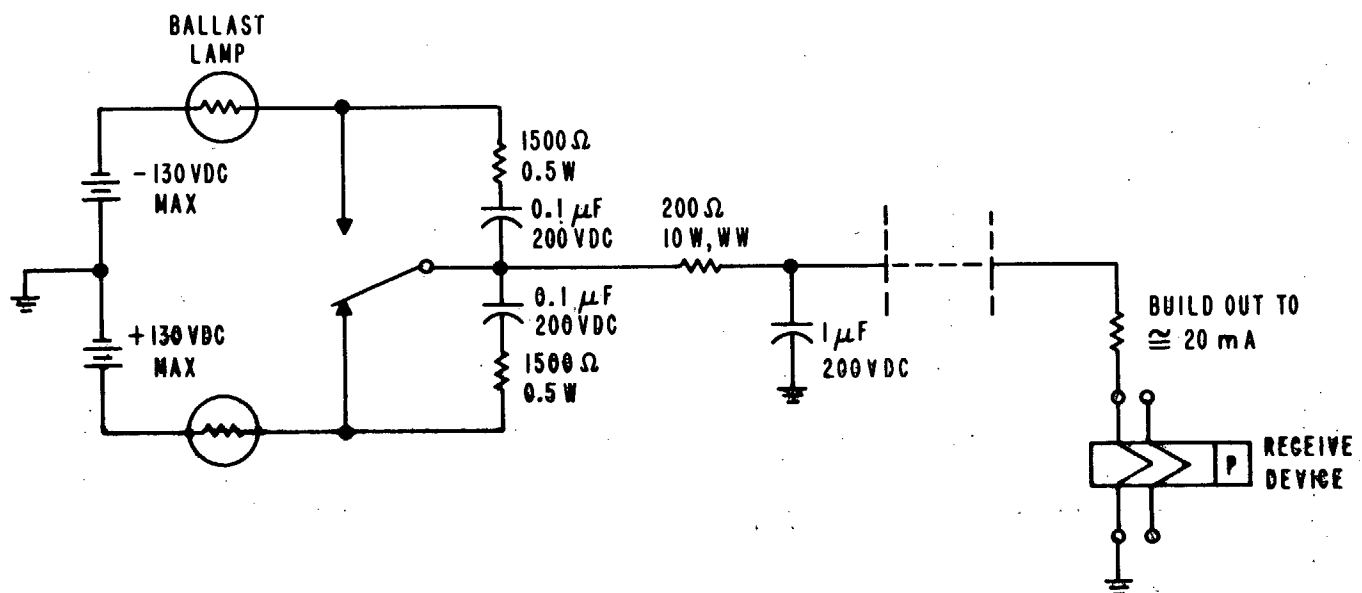 BALLAST
LAMP
-130 VDC
MAX
1500 Ω
0.5 W
0.1 μF
200 VDC
200 Ω
10 W, WW
+130 VDC
MAX
0.1 μF
200 VDC
1500 Ω
0.5 W
1 μF
200 VDC
BUILD OUT TO
≅ 20 mA
P
RECEIVE
DEVICE